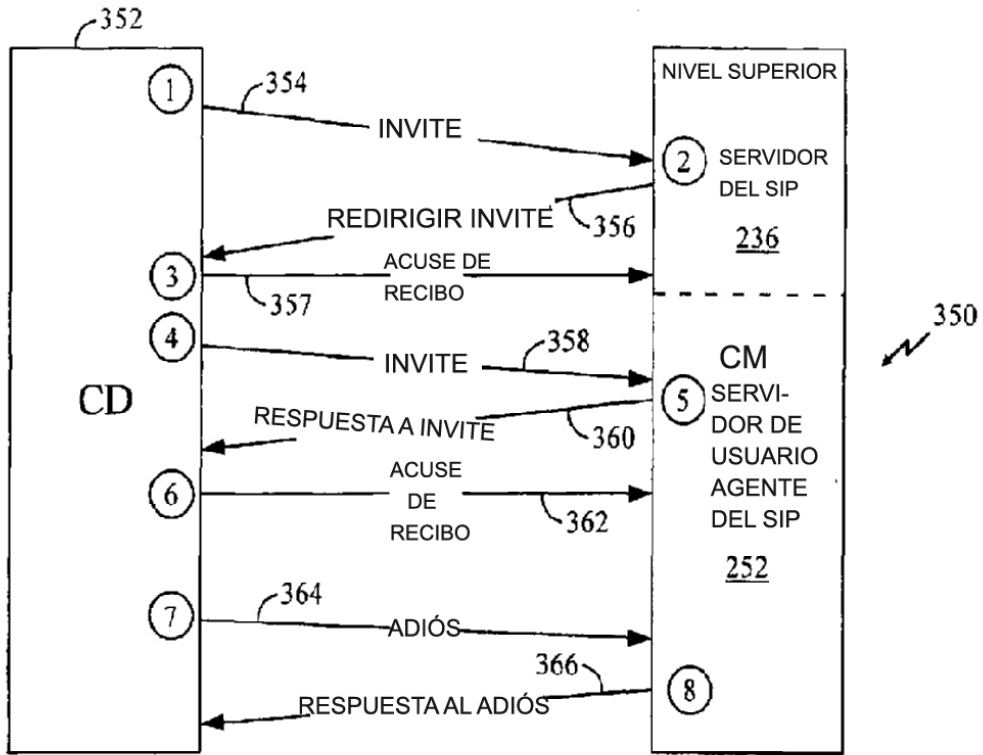 352
NIVEL SUPERIOR
1
354
INVITE
2
SERVIDOR
DEL SIP
236
REDIRIGIR INVITE
356
3
357
ACUSE DE
RECIBO
350
4
INVITE
358
CM
CD
5
SERVI-
DOR DE
USUARIO
AGENTE
DEL SIP
252
RESPUESTA A INVITE
360
6
ACUSE
DE
RECIBO
362
7
364
ADIÓS
366
8
RESPUESTA AL ADIÓS